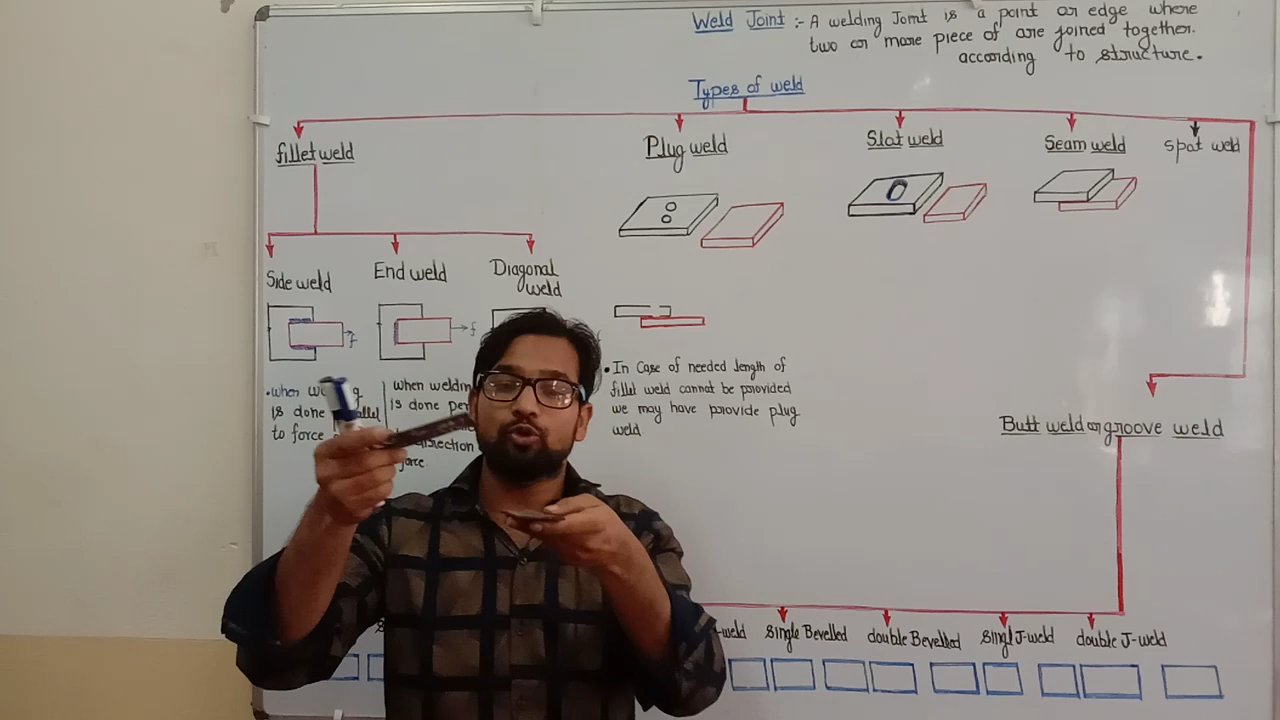 Weld Joint :- A welding Joint is a point or edge where
two or more piece of are joined together.
according to structure.
Types of weld
fillet weld
Plug weld
Slot weld
Seam weld
spot weld
Side weld
End weld
Diagonal
weld
f
f
• When
is done
to force
when
is done
direction
force.
• In Case of needed length of
fillet weld cannot be provided
we may have provide plug
weld
Butt weld or groove weld
-weld
single Bevelled
double Bevelled
singl J-weld
double J-weld